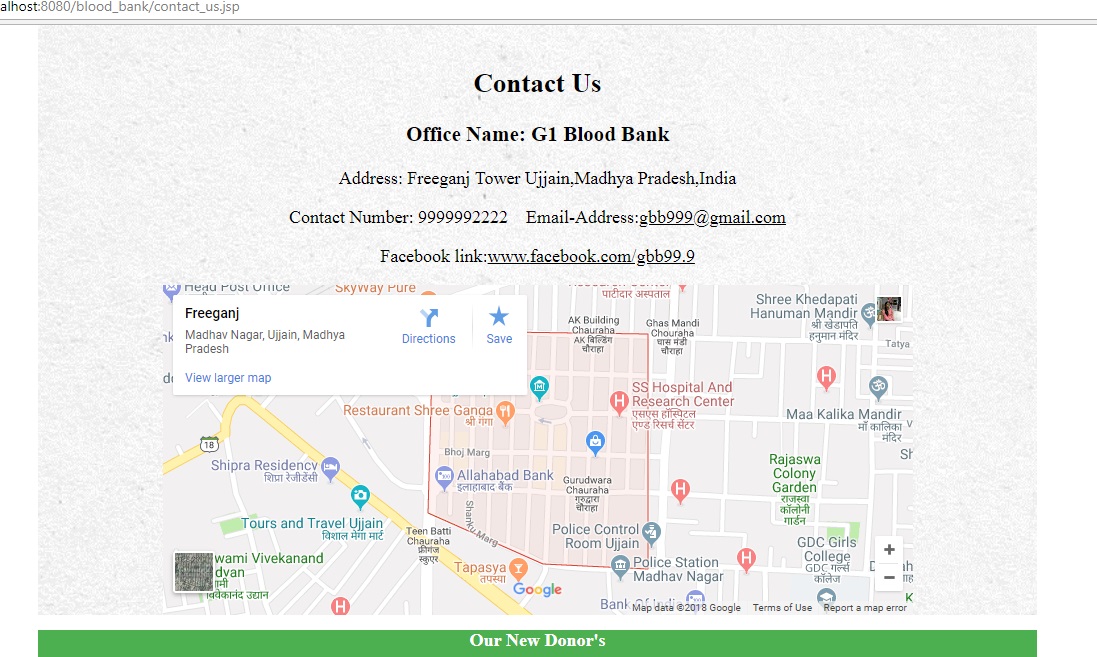 alhost:8080/blood_bank/contact_us.jsp
Contact Us
Office Name: G1 Blood Bank
Address: Freeganj Tower Ujjain,Madhya Pradesh,India
Contact Number: 9999992222 Email-Address:gbb999@gmail.com
Facebook link:www.facebook.com/gbb99.9
Head Post Office
SkyWay Pure
पाटीदार अस्पताल
Freeganj
Madhav Nagar, Ujjain, Madhya
Pradesh
View larger map
Directions
Save
AK Building
Chauraha
AK बिल्डिंग
चौराहा
Ghas Mandi
Chouraha
घास मंडी
चौराहा
Shree Khedapati
Hanuman Mandir
श्री खेडापति
हनुमान मंदिर
Tatya
SS Hospital And
Research Center
एसएस हॉस्पिटल
एण्ड रिसर्च सेंटर
Restaurant Shree Ganga
श्री गंगा
Maa Kalika Mandir
माँ कालिका
मंदिर
18
Bhoj Marg
Shipra Residency
शिप्रा रेजीडेंसी
Allahabad Bank
इलाहाबाद बैंक
Gurudwara
Chauraha
गुरुद्वारा
चौराहा
Rajaswa
Colony
Garden
राजस्वा
कॉलोनी
गार्डन
Shanku Marg
Tours and Travel Ujjain
विशाल मेगा मार्ट
Teen Batti
Chauraha
फ्रीगंज
स्कुएर
Police Control
Room Ujjain
GDC Girls
College
GDC गर्ल्स
कॉलेज
wami Vivekanand
dyan
ामी
विवेकानंद उद्यान
Tapasya
तपस्या
Police Station
Madhav Nagar
Google
Map data ©2018 Google Terms of Use Report a map error
Our New Donor's